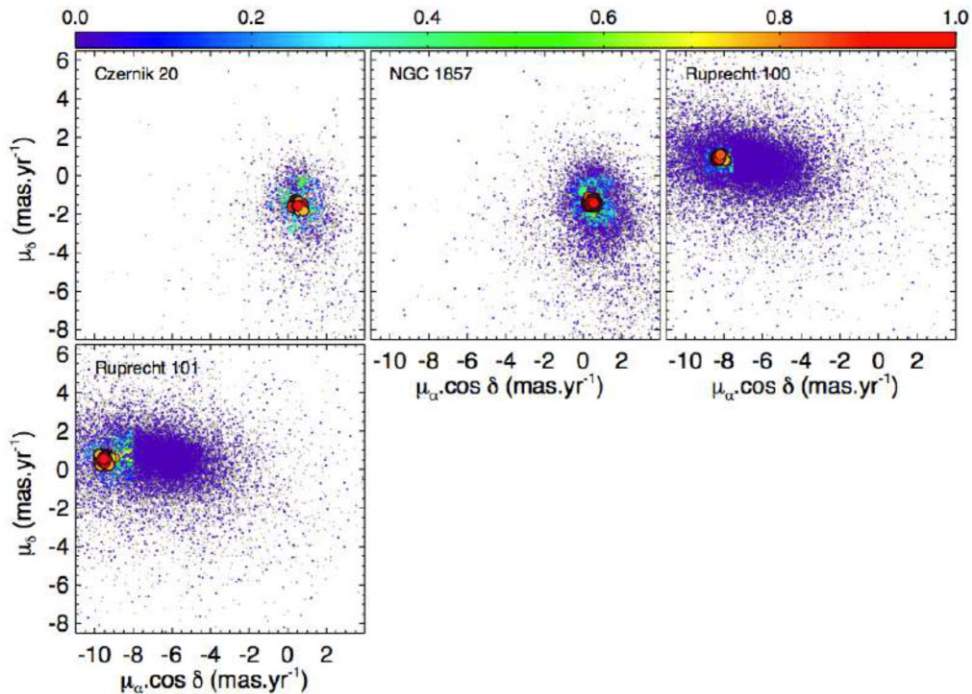 0.0 0.2 0.4 0.6 0.8 1.0
Czernik 20
NGC 1857
Ruprecht 100
6
4
2
0
-2
-4
-6
-8
μδ (mas.yr⁻¹)
-10 -8 -6 -4 -2 0 2
μα.cos δ (mas.yr⁻¹)
-10 -8 -6 -4 -2 0 2
μα.cos δ (mas.yr⁻¹)
Ruprecht 101
6
4
2
0
-2
-4
-6
-8
μδ (mas.yr⁻¹)
-10 -8 -6 -4 -2 0 2
μα.cos δ (mas.yr⁻¹)